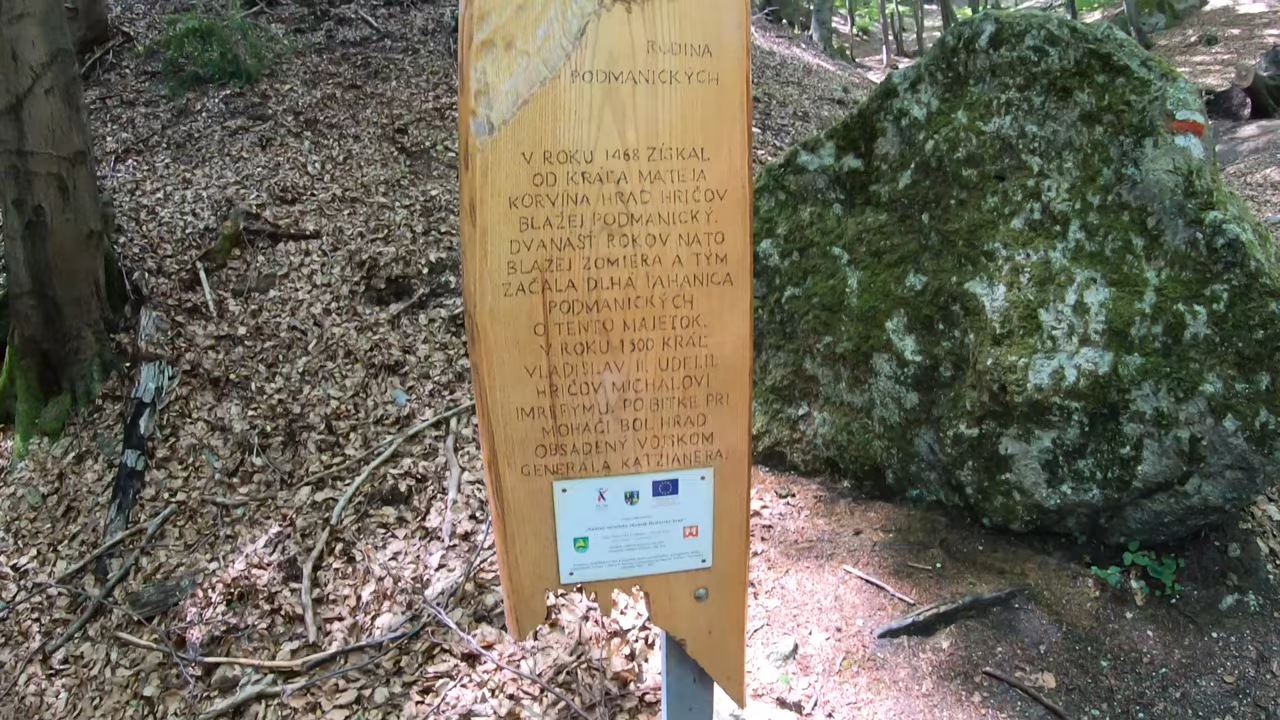 RODINA
PODMANICKÝCH
V ROKU 1468 ZÍSKAL
OD KRÁĽA MATEJA
KORVÍNA HRAD HRIČOV
BLAŽEJ PODMANICKÝ.
DVANÁSŤ ROKOV NATO
BLAŽEJ ZOMIERA A TÝM
ZAČALA DLHÁ ŤAHANICA
PODMANICKÝCH
O TENTO MAJETOK.
V ROKU 1500 KRÁĽ
VLADISLAV II. UDELIL
HRIČOV MICHALOVI
IMREFYMU. PO BITKE PRI
MOHÁČI BOL HRAD
OBSADENÝ VOJSKOM
GENERÁLA KATZIANERA.